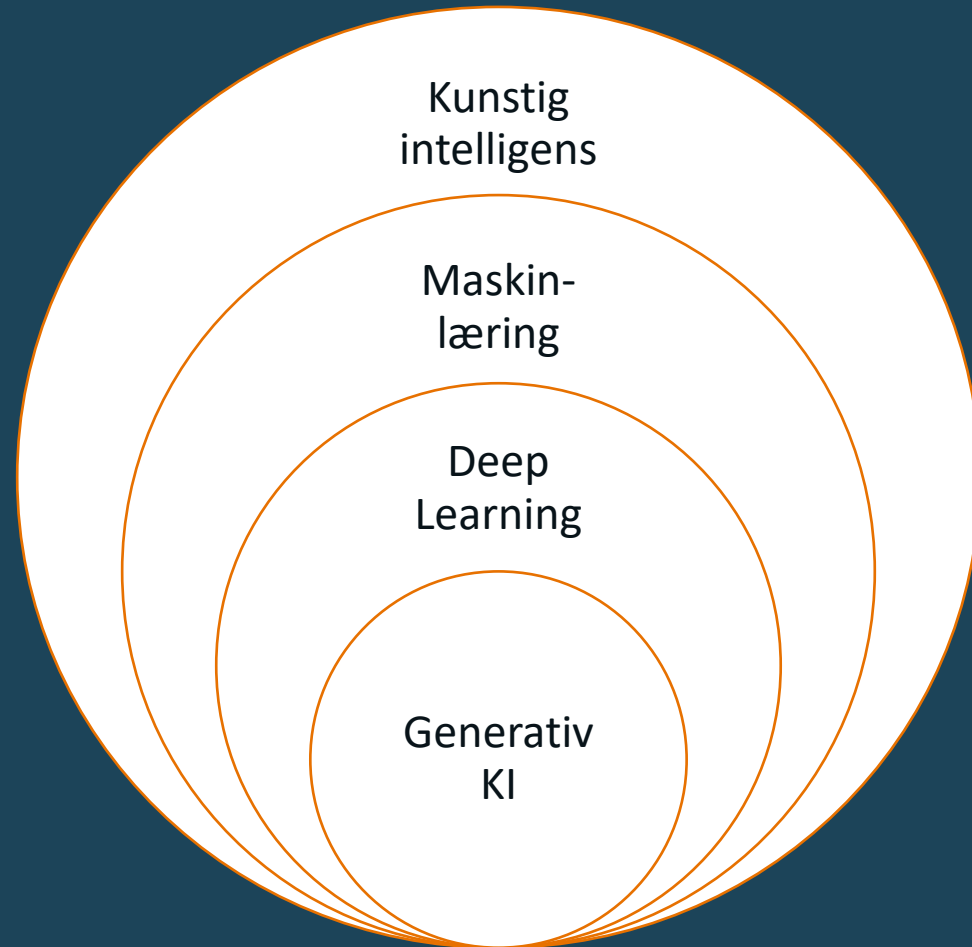 Kunstig
intelligens
Maskin-
læring
Deep
Learning
Generativ
KI